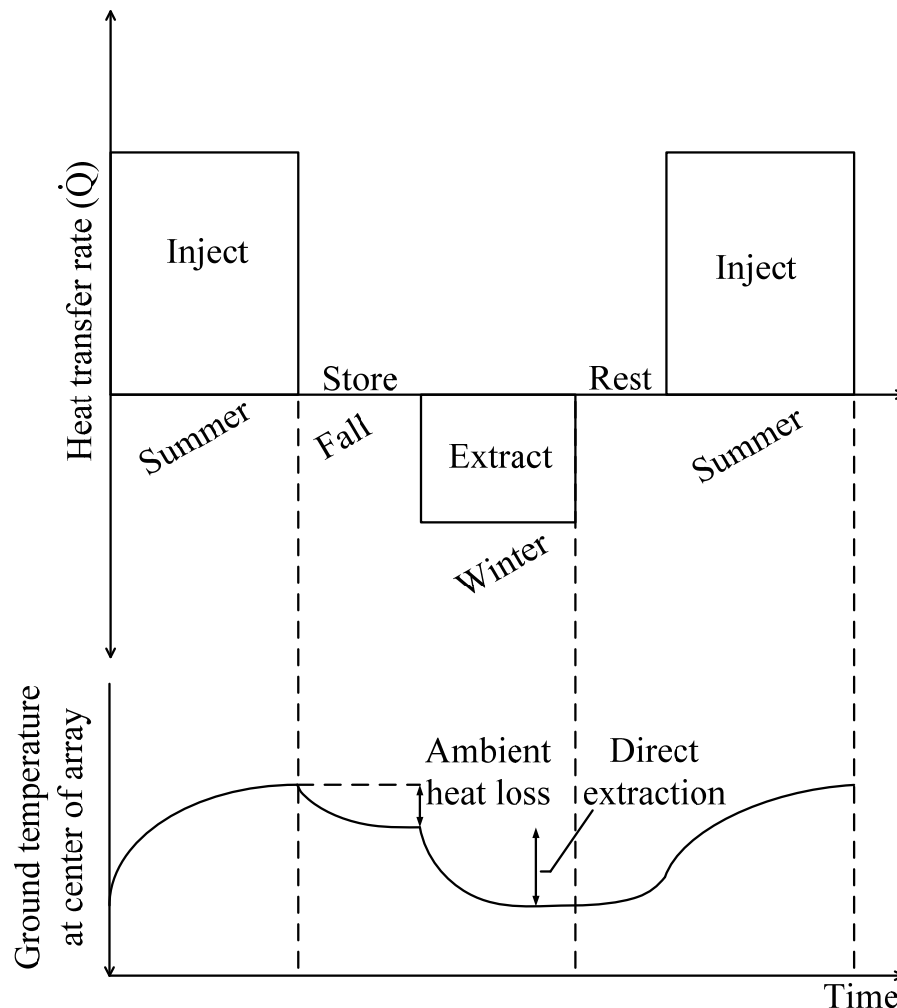 Heat transfer rate (Q̇)
Inject
Inject
Store
Rest
Summer
Fall
Extract
Summer
Winter
Ground temperature
at center of array
Ambient
heat loss
Direct
extraction
Time